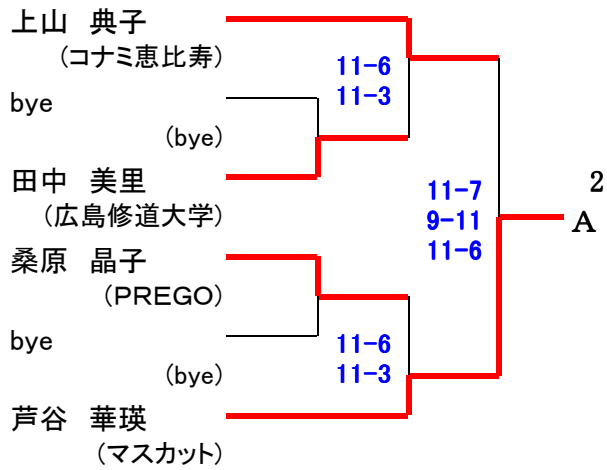 上山　典子
(コナミ恵比寿)
bye
(bye)
田中　美里
(広島修道大学)
桑原　晶子
(PREGO)
bye
(bye)
芦谷　華瑛
(マスカット)
11-6
11-3
11-6
11-3
11-7
9-11
11-6
2
A